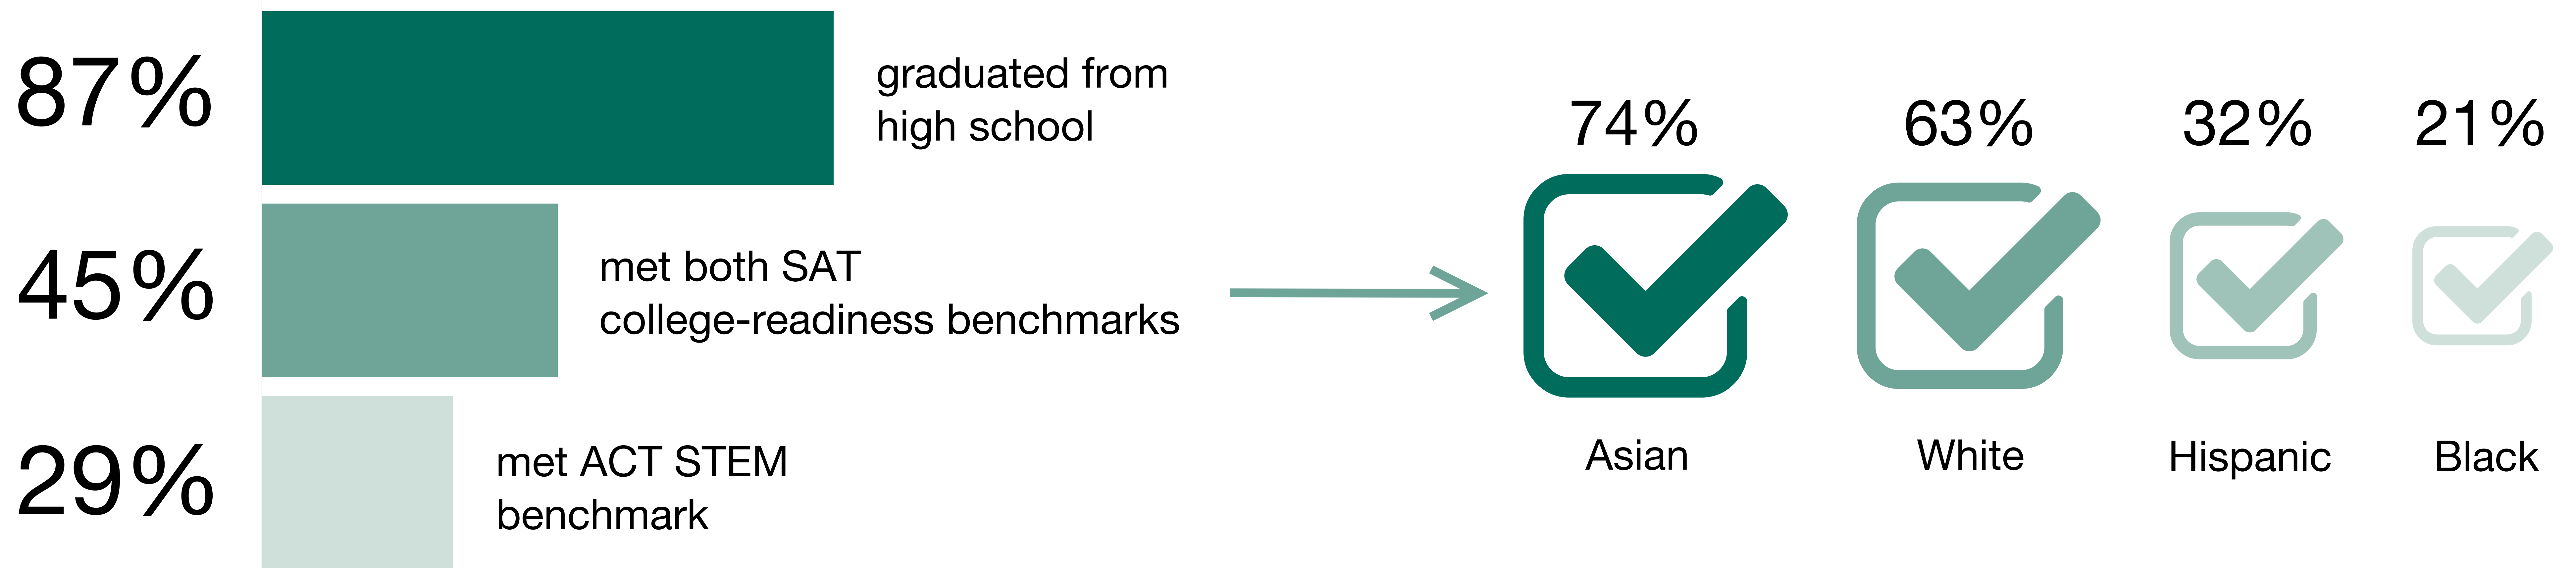 87%
graduated from
high school
45%
met both SAT
college-readiness benchmarks
29%
met ACT STEM
benchmark
74%
63%
32%
21%
Asian
White
Hispanic
Black